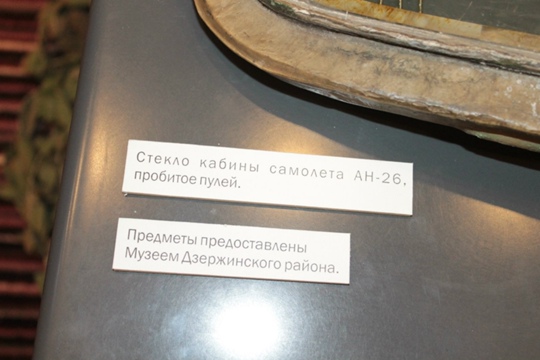 Стекло кабины самолета АН-26,
пробитое пулей.
Предметы предоставлены
Музеем Дзержинского района.